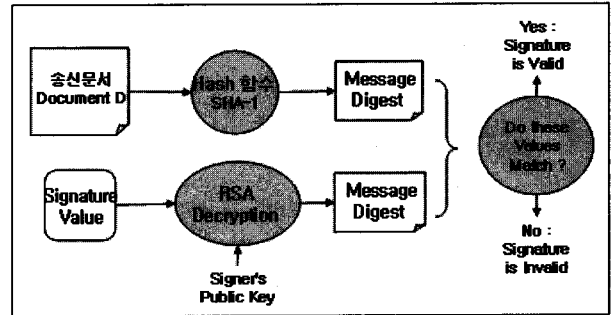 송신문서
Document D
Hash 함수
SHA-1
Message
Digest
Signature
Value
RSA
Decryption
Signer's
Public Key
Message
Digest
Do these
Values
Match ?
Yes :
Signature
is Valid
No :
Signature
is Invalid